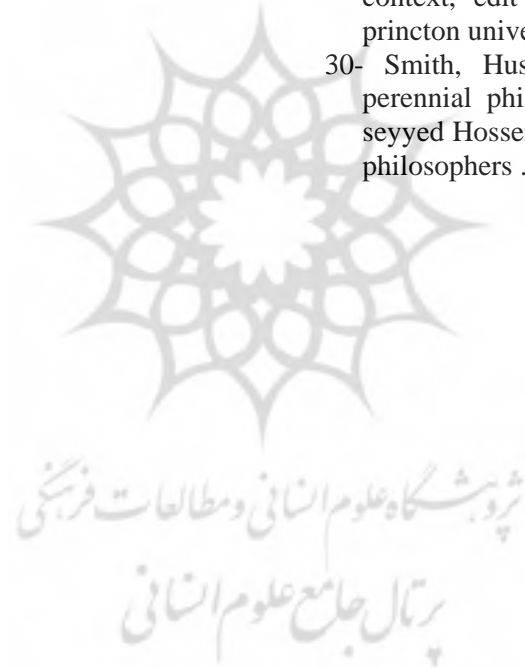 context, edit
princton unive
30- Smith, Hus
perennial phi
seyyed Hosse
philosophers .
پژوهشگاه علوم انسانی و مطالعات فرهنگی
پرتال جامع علوم انسانی